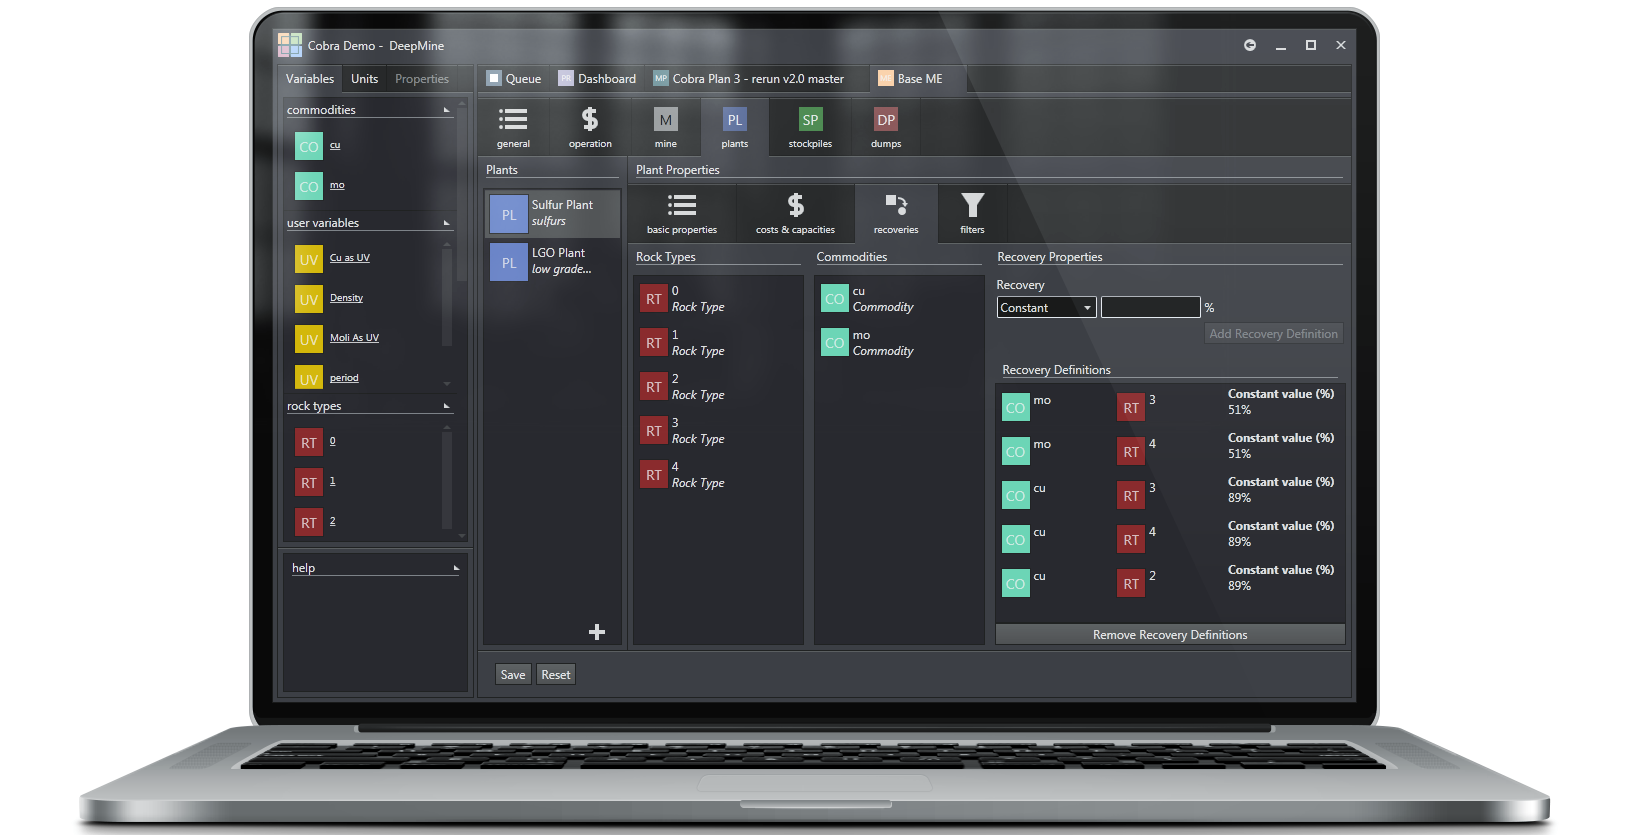 Cobra Demo - DeepMine
Variables Units Properties
Queue PR Dashboard MP Cobra Plan 3 - rerun v2.0 master ME Base ME
commodities
CO cu
CO mo
user variables
UV Cu as UV
UV Density
UV Moli As UV
UV period
rock types
RT 0
RT 1
RT 2
help
general
$ operation
M mine
PL plants
SP stockpiles
DP dumps
Plants
PL Sulfur Plant
sulfurs
PL LGO Plant
low grade...
Plant Properties
basic properties
$ costs & capacities
recoveries
filters
Rock Types
RT 0
Rock Type
RT 1
Rock Type
RT 2
Rock Type
RT 3
Rock Type
RT 4
Rock Type
Commodities
CO cu
Commodity
CO mo
Commodity
Recovery Properties
Recovery
Constant %
Add Recovery Definition
Recovery Definitions
CO mo RT 3 Constant value (%)
51%
CO mo RT 4 Constant value (%)
51%
CO cu RT 3 Constant value (%)
89%
CO cu RT 4 Constant value (%)
89%
CO cu RT 2 Constant value (%)
89%
Remove Recovery Definitions
Save Reset